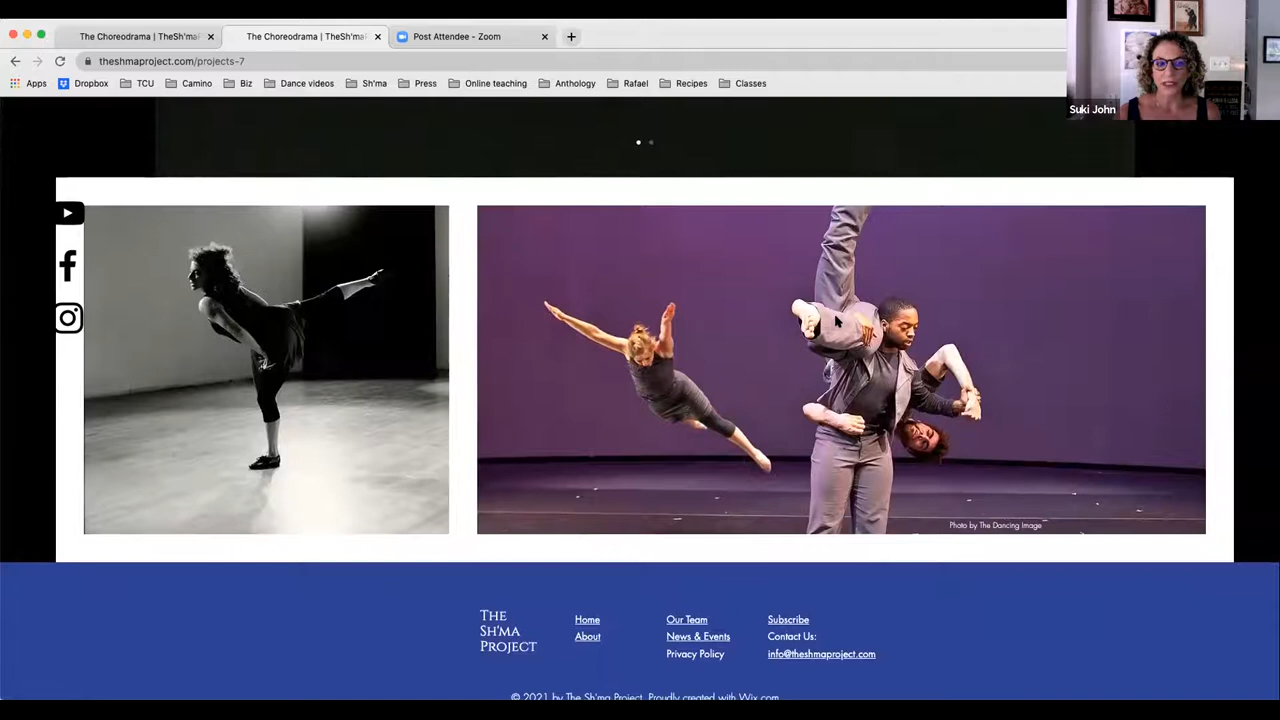 The Choreodrama | TheSh'ma
The Choreodrama | TheSh'ma
Post Attendee - Zoom
theshmaproject.com/projects-7
Apps Dropbox TCU Camino Biz Dance videos Sh'ma Press Online teaching Anthology Rafael Recipes Classes
Suki John
Photo by The Dancing Image
THE
SH'MA
PROJECT
Home
About
Our Team
News & Events
Privacy Policy
Subscribe
Contact Us:
info@theshmaproject.com
© 2021 by The Sh'ma Project. Proudly created with Wix.com